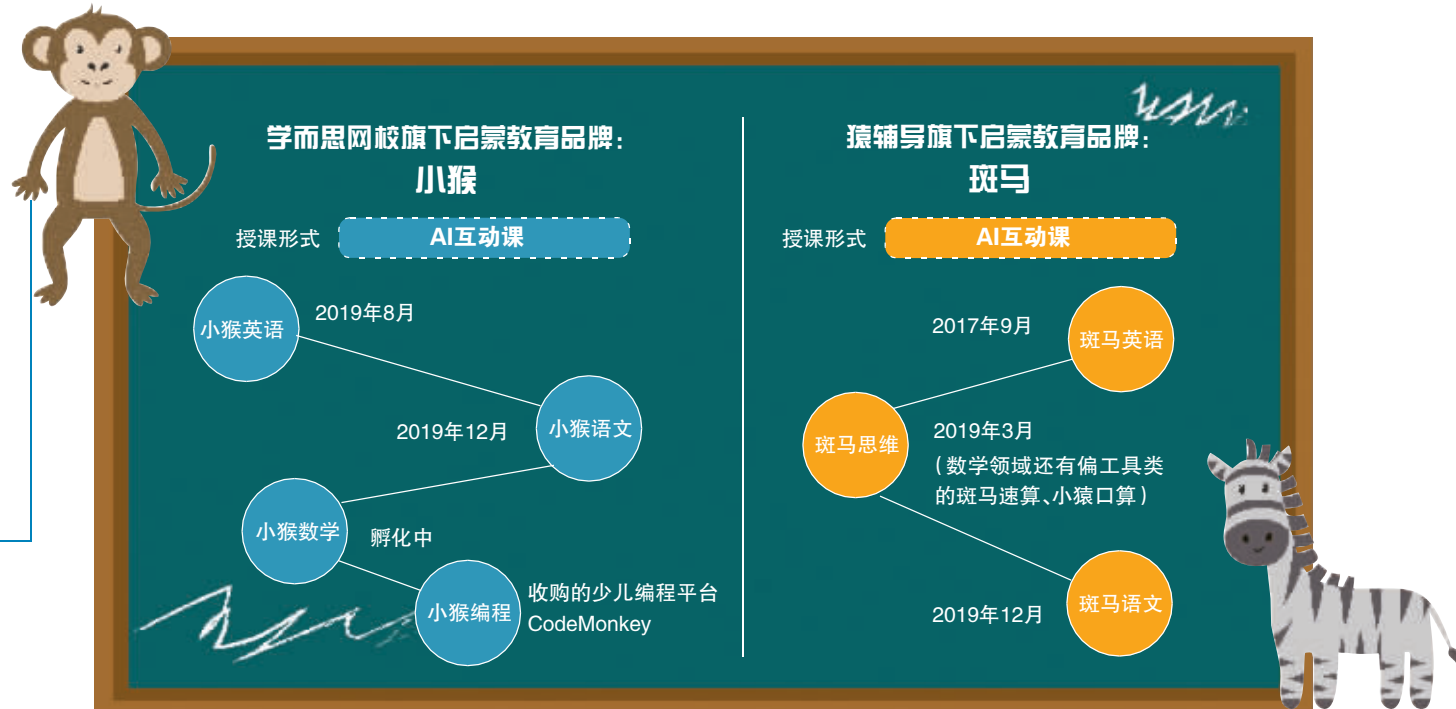 学而思网校旗下启蒙教育品牌：
小猴
授课形式
AI互动课
小猴英语
2019年8月
2019年12月
小猴语文
小猴数学
孵化中
小猴编程
收购的少儿编程平台
CodeMonkey
猿辅导旗下启蒙教育品牌：
斑马
授课形式
AI互动课
2017年9月
斑马英语
斑马思维
2019年3月
（数学领域还有偏工具类
的斑马速算、小猿口算）
2019年12月
斑马语文